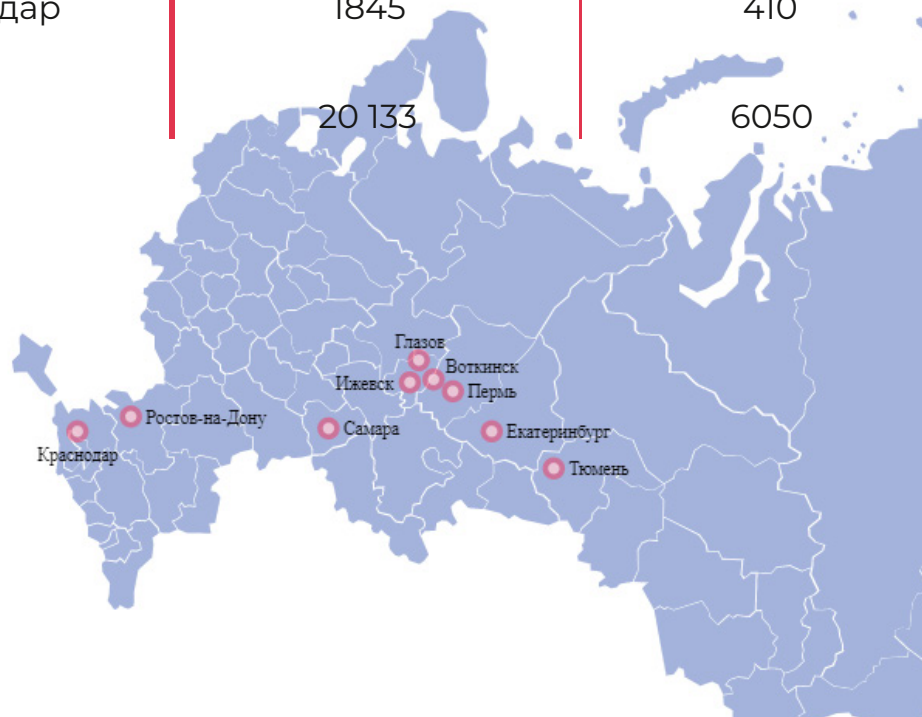 дар 1845 410
20 133 6050
Глазов
Воткинск
Ижевск
Пермь
Ростов-на-Дону
Самара
Екатеринбург
Краснодар
Тюмень